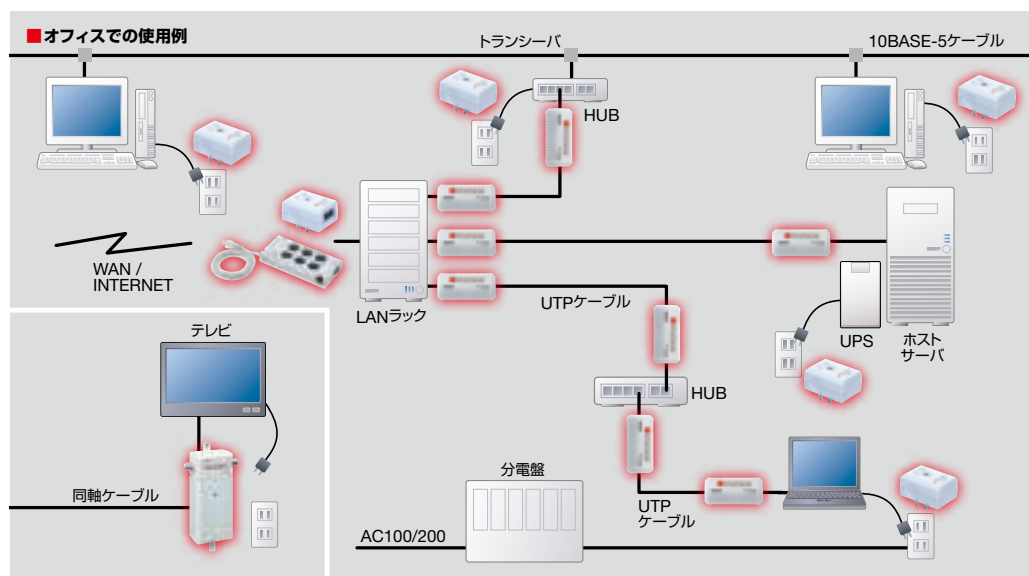 ■オフィスでの使用例
トランシーバ
10BASE-5ケーブル
HUB
WAN /
INTERNET
LANラック
UTPケーブル
UPS
ホスト
サーバ
テレビ
HUB
同軸ケーブル
分電盤
UTP
ケーブル
AC100/200